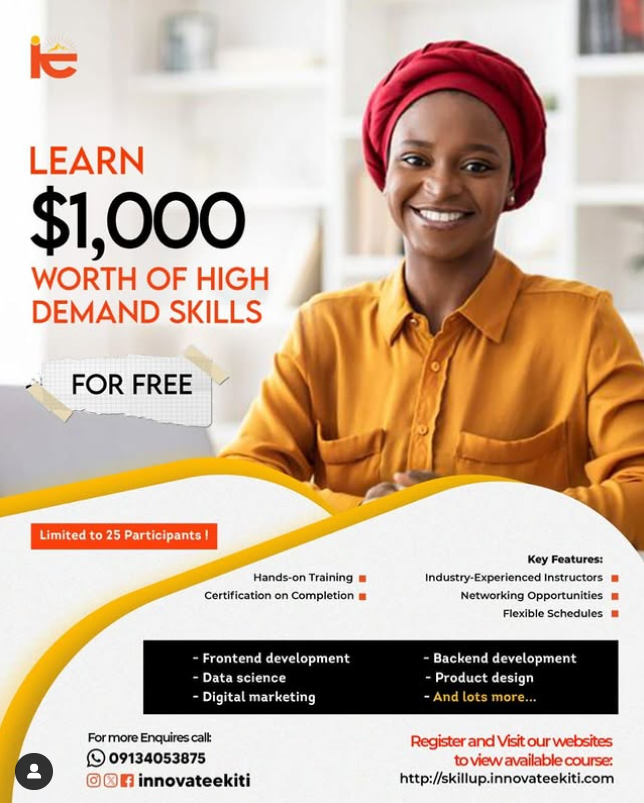 ie
LEARN
$1,000
WORTH OF HIGH
DEMAND SKILLS
FOR FREE
Limited to 25 Participants !
Hands-on Training
Certification on Completion
Key Features:
Industry-Experienced Instructors
Networking Opportunities
Flexible Schedules
- Frontend development
- Data science
- Digital marketing
- Backend development
- Product design
- And lots more...
For more Enquires call:
09134053875
innovateekiti
Register and Visit our websites
to view available course:
http://skillup.innovateekiti.com